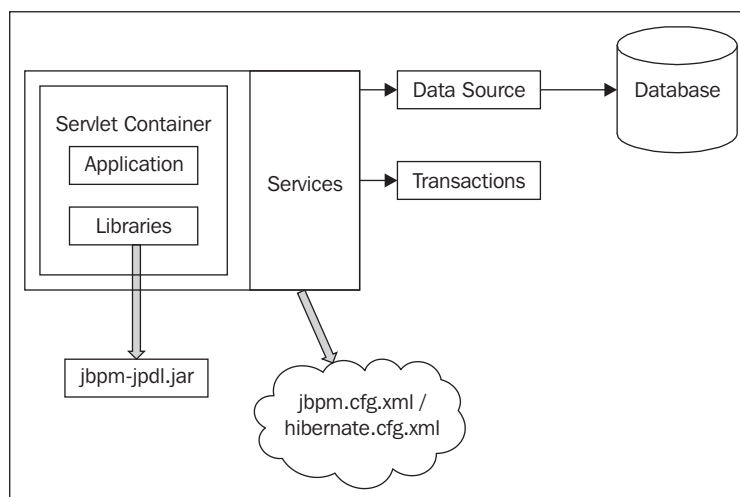 Servlet Container
Application
Libraries
Services
Data Source
Database
Transactions
jbpm-jpdl.jar
jbpm.cfg.xml /
hibernate.cfg.xml